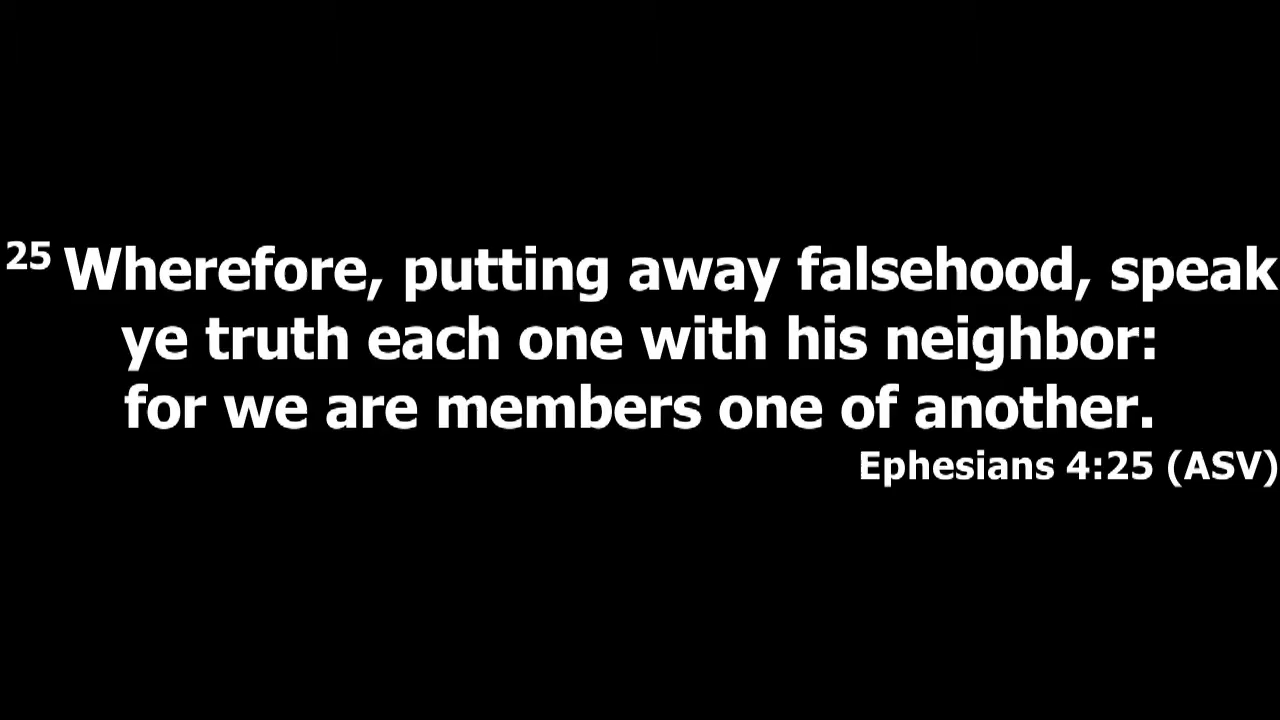 25 Wherefore, putting away falsehood, speak
ye truth each one with his neighbor:
for we are members one of another.
Ephesians 4:25 (ASV)